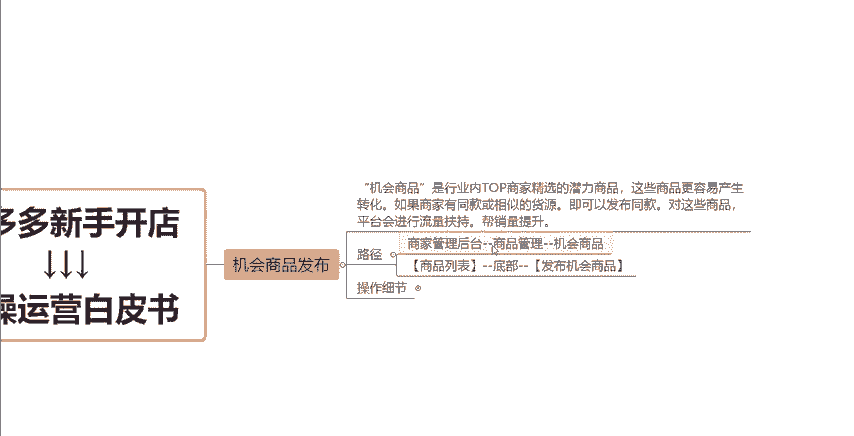 多多新手开店
↓↓↓
操运营白皮书
机会商品发布
“机会商品”是行业内TOP商家精选的潜力商品，这些商品更容易产生
转化。如果商家有同款或相似的货源。即可以发布同款。对这些商品，
平台会进行流量扶持。帮销量提升。
路径
商家管理后台--商品管理--机会商品
【商品列表】--底部--【发布机会商品】
操作细节